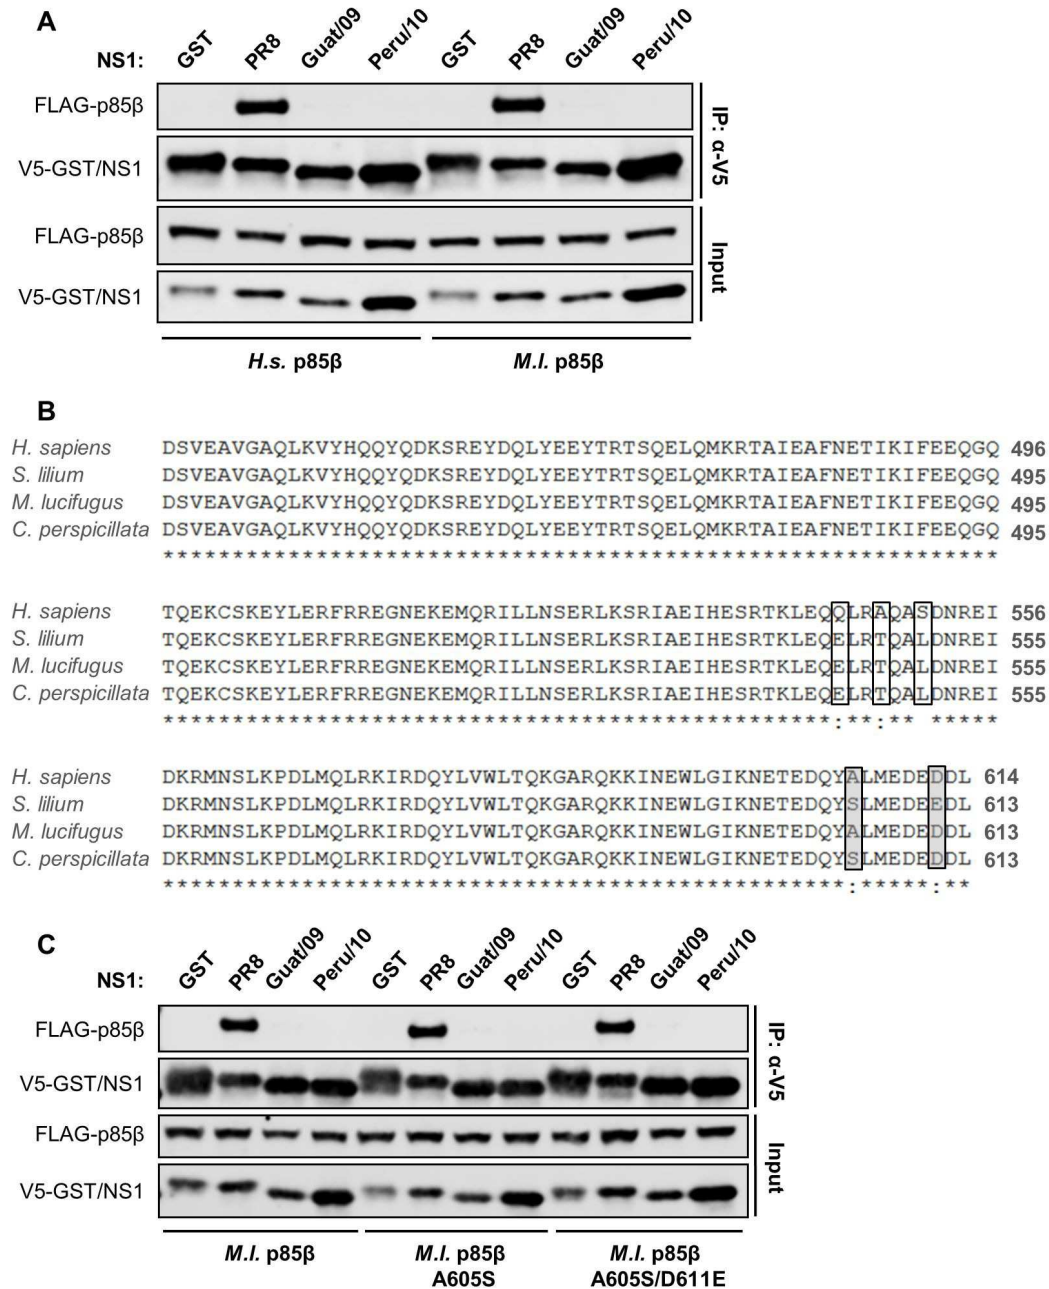 A
NS1: GST PR8 Guat/09 Peru/10 GST PR8 Guat/09 Peru/10
FLAG-p85β
V5-GST/NS1
IP: α-V5
FLAG-p85β
V5-GST/NS1
Input
H.s. p85β M.l. p85β
B
H. sapiens DSVEAVGAQLKVYHQQYQDKSREYDQLYEEYTRTSQELQMKRTAIEAFNETIKIFEEQGQ 496
S. lilium DSVEAVGAQLKVYHQQYQDKSREYDQLYEEYTRTSQELQMKRTAIEAFNETIKIFEEQGQ 495
M. lucifugus DSVEAVGAQLKVYHQQYQDKSREYDQLYEEYTRTSQELQMKRTAIEAFNETIKIFEEQGQ 495
C. perspicillata DSVEAVGAQLKVYHQQYQDKSREYDQLYEEYTRTSQELQMKRTAIEAFNETIKIFEEQGQ 495
************************************************************
H. sapiens TQEKCSKEYLERFRREGNEKEMQRILLNSERLKSRIAEIHESRTKLEQQLRAQASDNREI 556
S. lilium TQEKCSKEYLERFRREGNEKEMQRILLNSERLKSRIAEIHESRTKLEQELRTQALDNREI 555
M. lucifugus TQEKCSKEYLERFRREGNEKEMQRILLNSERLKSRIAEIHESRTKLEQELRTQALDNREI 555
C. perspicillata TQEKCSKEYLERFRREGNEKEMQRILLNSERLKSRIAEIHESRTKLEQELRTQALDNREI 555
************************************************:**:** *****
H. sapiens DKRMNSLKPDLMQLRKIRDQYLVWLTQKGARQKKINEWLGIKNETEDQYALMEDEDDL 614
S. lilium DKRMNSLKPDLMQLRKIRDQYLVWLTQKGARQKKINEWLGIKNETEDQYSLMEDEEDL 613
M. lucifugus DKRMNSLKPDLMQLRKIRDQYLVWLTQKGARQKKINEWLGIKNETEDQYALMEDEDDL 613
C. perspicillata DKRMNSLKPDLMQLRKIRDQYLVWLTQKGARQKKINEWLGIKNETEDQYSLMEDEDDL 613
*************************************************:*****:**
C
NS1: GST PR8 Guat/09 Peru/10 GST PR8 Guat/09 Peru/10 GST PR8 Guat/09 Peru/10
FLAG-p85β
V5-GST/NS1
IP: α-V5
FLAG-p85β
V5-GST/NS1
Input
M.l. p85β M.l. p85β M.l. p85β
A605S A605S/D611E